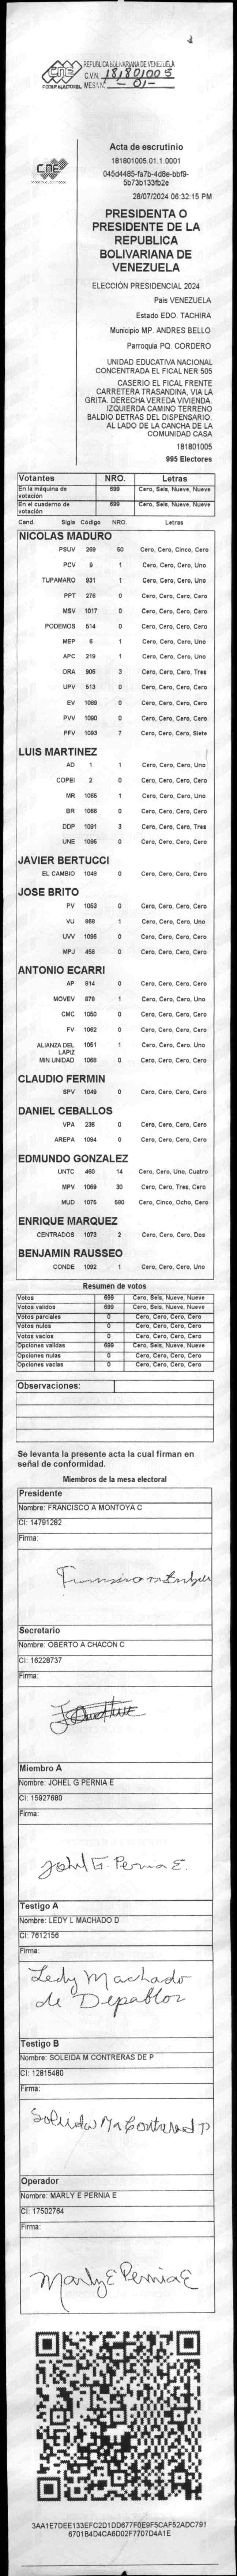 CNE
PODER ELECTORAL
REPUBLICA BOLIVARIANA DE VENEZUELA
C.V.N. 181801005
MESA N. -01-
CNE
Acta de escrutinio
181801005.01.1.0001
045d4485-fa7b-4d8e-bbf9-
5b73b133fb2e
28/07/2024 06:32:15 PM
PRESIDENTA O
PRESIDENTE DE LA
REPUBLICA
BOLIVARIANA DE
VENEZUELA
ELECCIÓN PRESIDENCIAL 2024
Pais VENEZUELA
Estado EDO. TACHIRA
Municipio MP. ANDRES BELLO
Parroquia PQ. CORDERO
UNIDAD EDUCATIVA NACIONAL
CONCENTRADA EL FICAL NER 505
CASERIO EL FICAL FRENTE
CARRETERA TRASANDINA, VIA LA
GRITA. DERECHA VEREDA VIVIENDA.
IZQUIERDA CAMINO TERRENO
BALDIO DETRAS DEL DISPENSARIO.
AL LADO DE LA CANCHA DE LA
COMUNIDAD CASA
181801005
995 Electores
Votantes NRO. Letras
En la máquina de votación 699 Cero, Seis, Nueve, Nueve
En el cuaderno de votación 699 Cero, Seis, Nueve, Nueve
Cand. Sigla Código NRO. Letras
NICOLAS MADURO
PSUV 269 50 Cero, Cero, Cinco, Cero
PCV 9 1 Cero, Cero, Cero, Uno
TUPAMARO 931 1 Cero, Cero, Cero, Uno
PPT 276 0 Cero, Cero, Cero, Cero
MSV 1017 0 Cero, Cero, Cero, Cero
PODEMOS 514 0 Cero, Cero, Cero, Cero
MEP 6 1 Cero, Cero, Cero, Uno
APC 219 1 Cero, Cero, Cero, Uno
ORA 906 3 Cero, Cero, Cero, Tres
UPV 513 0 Cero, Cero, Cero, Cero
EV 1089 0 Cero, Cero, Cero, Cero
PVV 1090 0 Cero, Cero, Cero, Cero
PFV 1093 7 Cero, Cero, Cero, Siete
LUIS MARTINEZ
AD 1 1 Cero, Cero, Cero, Uno
COPEI 2 0 Cero, Cero, Cero, Cero
MR 1065 1 Cero, Cero, Cero, Uno
BR 1066 0 Cero, Cero, Cero, Cero
DDP 1091 3 Cero, Cero, Cero, Tres
UNE 1095 0 Cero, Cero, Cero, Cero
JAVIER BERTUCCI
EL CAMBIO 1048 0 Cero, Cero, Cero, Cero
JOSE BRITO
PV 1053 0 Cero, Cero, Cero, Cero
VU 968 1 Cero, Cero, Cero, Uno
UVV 1096 0 Cero, Cero, Cero, Cero
MPJ 458 0 Cero, Cero, Cero, Cero
ANTONIO ECARRI
AP 914 0 Cero, Cero, Cero, Cero
MOVEV 878 1 Cero, Cero, Cero, Uno
CMC 1050 0 Cero, Cero, Cero, Cero
FV 1062 0 Cero, Cero, Cero, Cero
ALIANZA DEL LAPIZ 1051 1 Cero, Cero, Cero, Uno
MIN UNIDAD 1068 0 Cero, Cero, Cero, Cero
CLAUDIO FERMIN
SPV 1049 0 Cero, Cero, Cero, Cero
DANIEL CEBALLOS
VPA 236 0 Cero, Cero, Cero, Cero
AREPA 1094 0 Cero, Cero, Cero, Cero
EDMUNDO GONZALEZ
UNTC 460 14 Cero, Cero, Uno, Cuatro
MPV 1069 30 Cero, Cero, Tres, Cero
MUD 1075 580 Cero, Cinco, Ocho, Cero
ENRIQUE MARQUEZ
CENTRADOS 1073 2 Cero, Cero, Cero, Dos
BENJAMIN RAUSSEO
CONDE 1092 1 Cero, Cero, Cero, Uno
Resumen de votos
Votos 699 Cero, Seis, Nueve, Nueve
Votos validos 699 Cero, Seis, Nueve, Nueve
Votos parciales 0 Cero, Cero, Cero, Cero
Votos nulos 0 Cero, Cero, Cero, Cero
Votos vacios 0 Cero, Cero, Cero, Cero
Opciones validas 699 Cero, Seis, Nueve, Nueve
Opciones nulas 0 Cero, Cero, Cero, Cero
Opciones vacias 0 Cero, Cero, Cero, Cero
Observaciones:
Se levanta la presente acta la cual firman en
señal de conformidad.
Miembros de la mesa electoral
Presidente
Nombre: FRANCISCO A MONTOYA C
CI: 14791282
Firma:
Secretario
Nombre: OBERTO A CHACON C
CI: 16228737
Firma:
Miembro A
Nombre: JOHEL G PERNIA E
CI: 15927680
Firma:
Johel G. Pernia E.
Testigo A
Nombre: LEDY L MACHADO D
CI: 7612156
Firma:
Ledy Machado
de Depablos
Testigo B
Nombre: SOLEIDA M CONTRERAS DE P
CI: 12815480
Firma:
Soleida M Contreras P
Operador
Nombre: MARLY E PERNIA E
CI: 17502764
Firma:
Marly E Pernia E
3AA1E7DEE133EFC2D1DD677F0E9F5CAF52ADC791
6701B4D4CA6D02F7707D4A1E